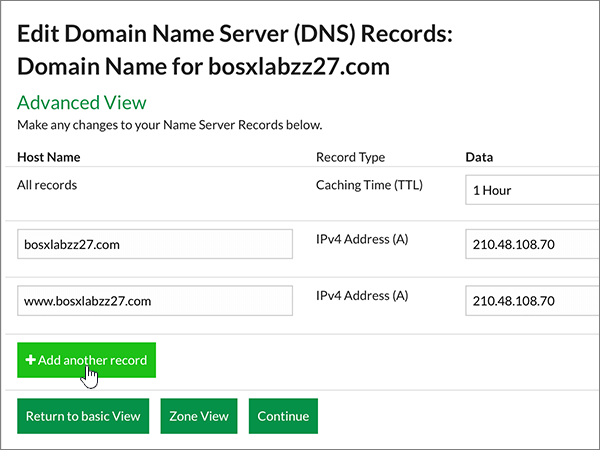 Edit Domain Name Server (DNS) Records:
Domain Name for bosxlabzz27.com
Advanced View
Make any changes to your Name Server Records below.
Host Name Record Type Data
All records Caching Time (TTL) 1 Hour
bosxlabzz27.com IPv4 Address (A) 210.48.108.70
www.bosxlabzz27.com IPv4 Address (A) 210.48.108.70
+ Add another record
Return to basic View Zone View Continue